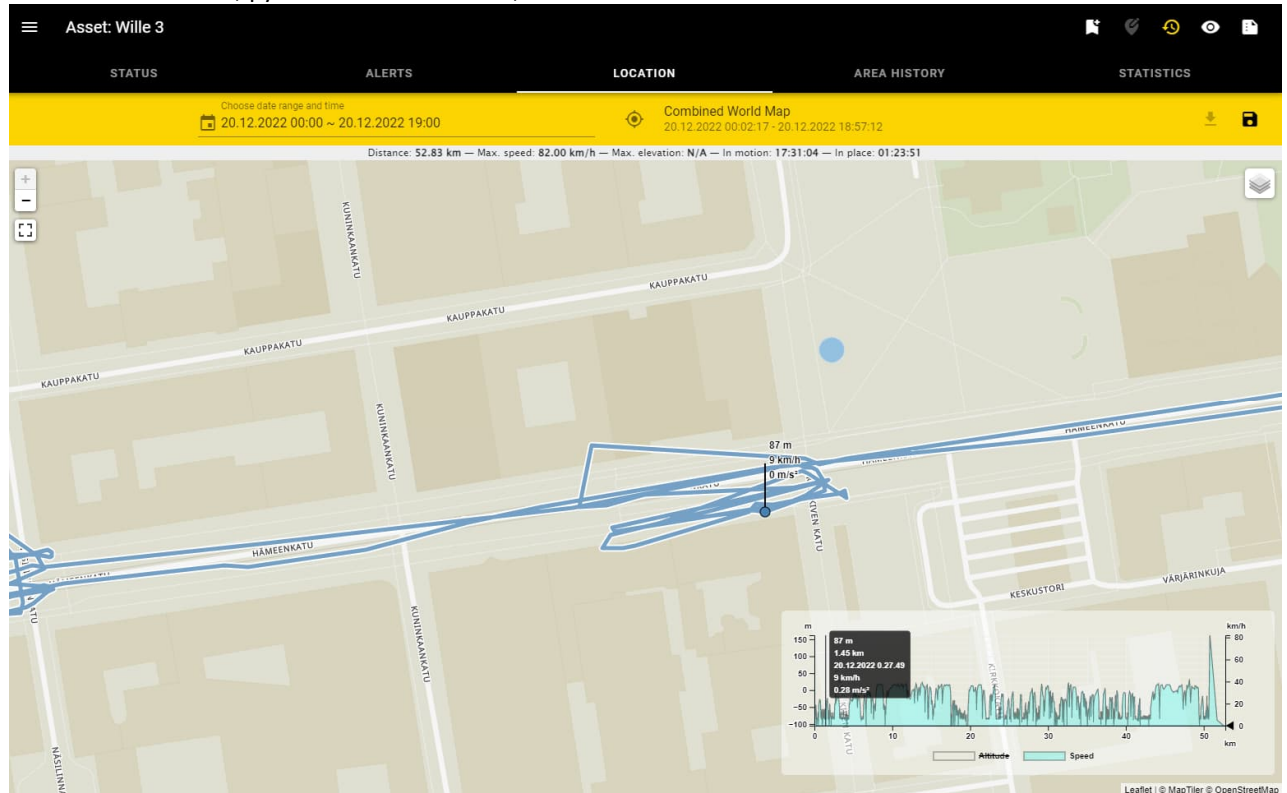 Asset: Wille 3
STATUS
ALERTS
LOCATION
AREA HISTORY
STATISTICS
Choose date range and time
20.12.2022 00:00 ~ 20.12.2022 19:00
Combined World Map
20.12.2022 00:02:17 - 20.12.2022 18:57:12
Distance: 52.83 km — Max. speed: 82.00 km/h — Max. elevation: N/A — In motion: 17:31:04 — In place: 01:23:51
+
−
KUNINKAANKATU
KAUPPAKATU
KAUPPAKATU
KAUPPAKATU
KAUPPAKATU
KUNINKAANKATU
HÄMEENKATU
87 m
9 km/h
0 m/s²
KIVEN KATU
HÄMEENKATU
KUNINKAANKATU
KESKUSTORI
VÄRJÄRINKUJA
NÄSILINNA
m
km/h
150
100
50
0
−50
−100
87 m
1.45 km
20.12.2022 0.27.49
9 km/h
0.28 m/s²
80
60
40
20
0
0
10
20
30
40
50
km
KATU
Altitude
Speed
Leaflet | © MapTiler © OpenStreetMap